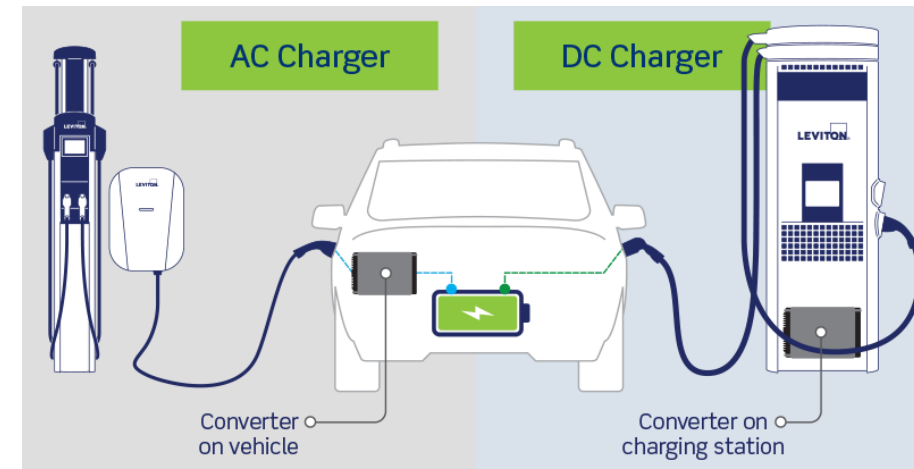 AC Charger
DC Charger
LEVITON
LEVITON
LEVITON
Converter
on vehicle
Converter on
charging station